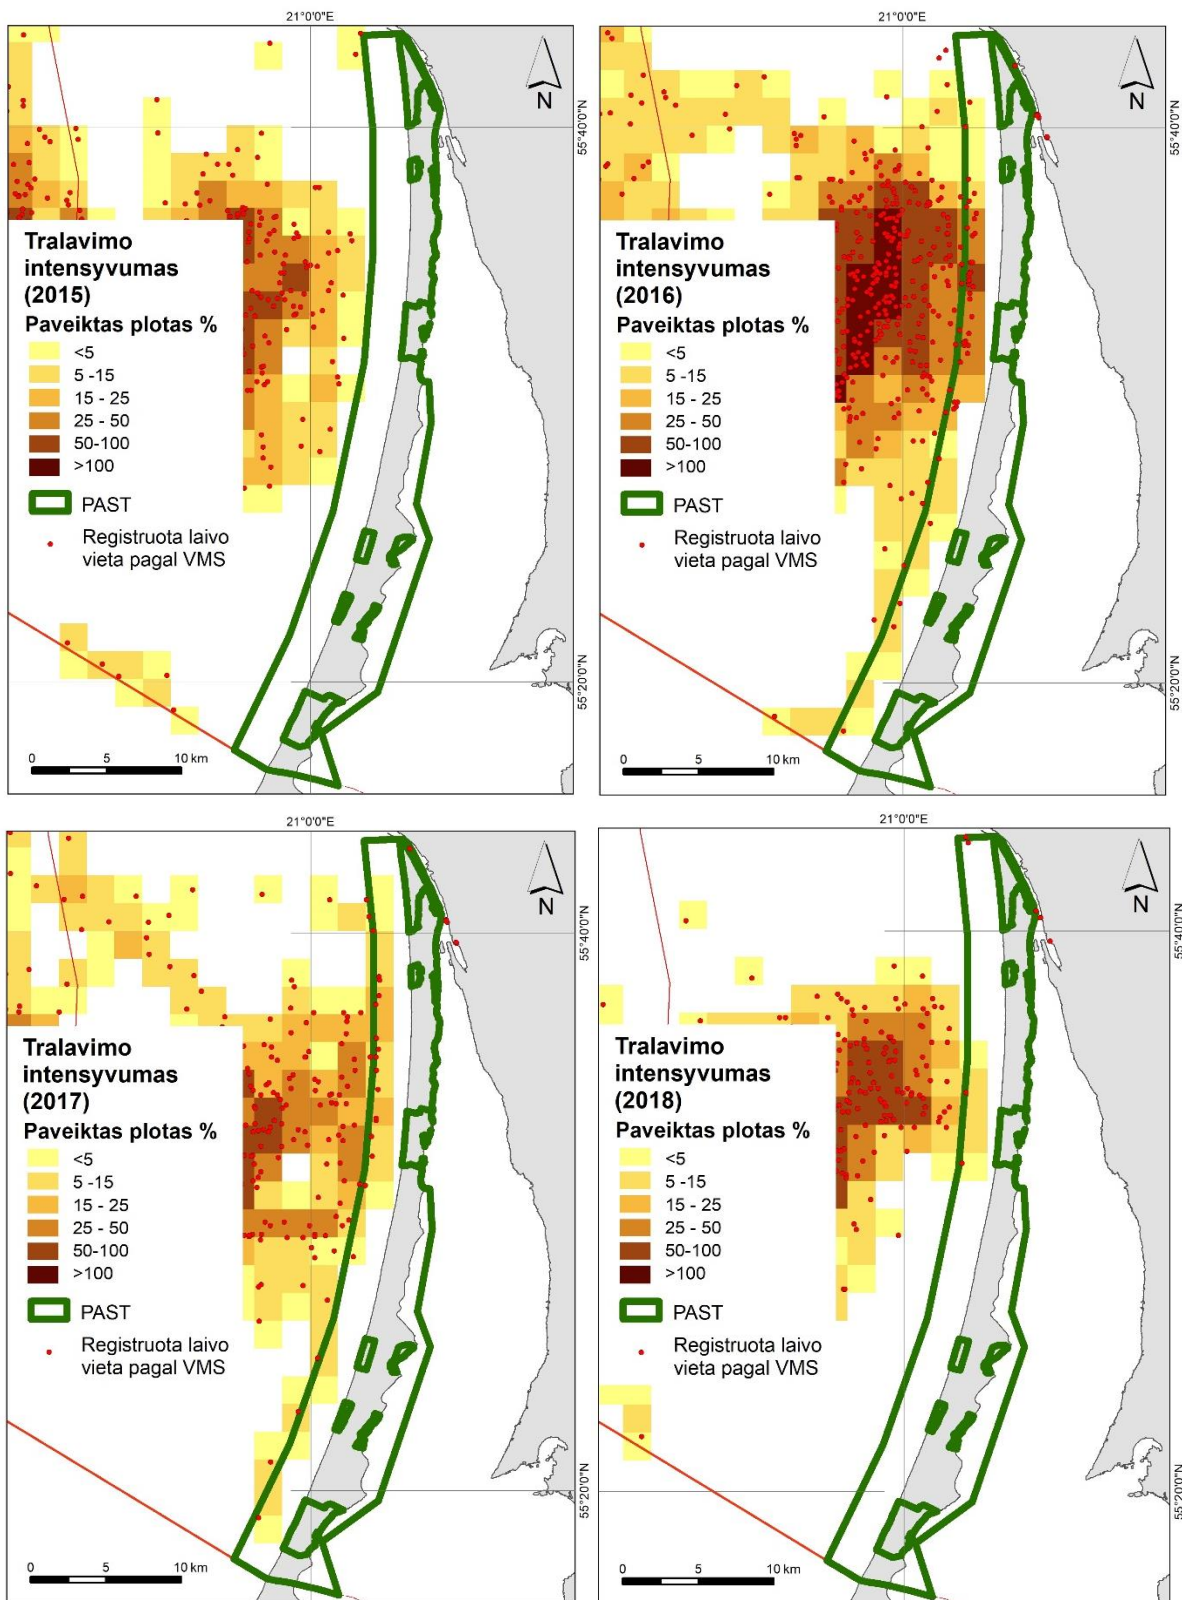 21°0'0"E
N
55°40'0"N
Tralavimo
intensyvumas
(2015)
Paveiktas plotas %
<5
5 -15
15 - 25
25 - 50
50-100
>100
PAST
Registruota laivo
vieta pagal VMS
55°20'0"N
0 5 10 km
21°0'0"E
N
55°40'0"N
Tralavimo
intensyvumas
(2016)
Paveiktas plotas %
<5
5 -15
15 - 25
25 - 50
50-100
>100
PAST
Registruota laivo
vieta pagal VMS
55°20'0"N
0 5 10 km
21°0'0"E
N
55°40'0"N
Tralavimo
intensyvumas
(2017)
Paveiktas plotas %
<5
5 -15
15 - 25
25 - 50
50-100
>100
PAST
Registruota laivo
vieta pagal VMS
55°20'0"N
0 5 10 km
21°0'0"E
N
55°40'0"N
Tralavimo
intensyvumas
(2018)
Paveiktas plotas %
<5
5 -15
15 - 25
25 - 50
50-100
>100
PAST
Registruota laivo
vieta pagal VMS
55°20'0"N
0 5 10 km